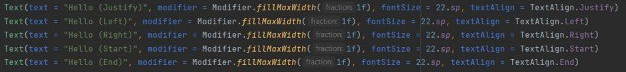 Text(text = "Hello (Justify)", modifier = Modifier.fillMaxWidth( fraction: 1f), fontSize = 22.sp, textAlign = TextAlign.Justify)
Text(text = "Hello (Left)", modifier = Modifier.fillMaxWidth( fraction: 1f), fontSize = 22.sp, textAlign = TextAlign.Left)
Text(text = "Hello (Right)", modifier = Modifier.fillMaxWidth( fraction: 1f), fontSize = 22.sp, textAlign = TextAlign.Right)
Text(text = "Hello (Start)", modifier = Modifier.fillMaxWidth( fraction: 1f), fontSize = 22.sp, textAlign = TextAlign.Start)
Text(text = "Hello (End)", modifier = Modifier.fillMaxWidth( fraction: 1f), fontSize = 22.sp, textAlign = TextAlign.End)